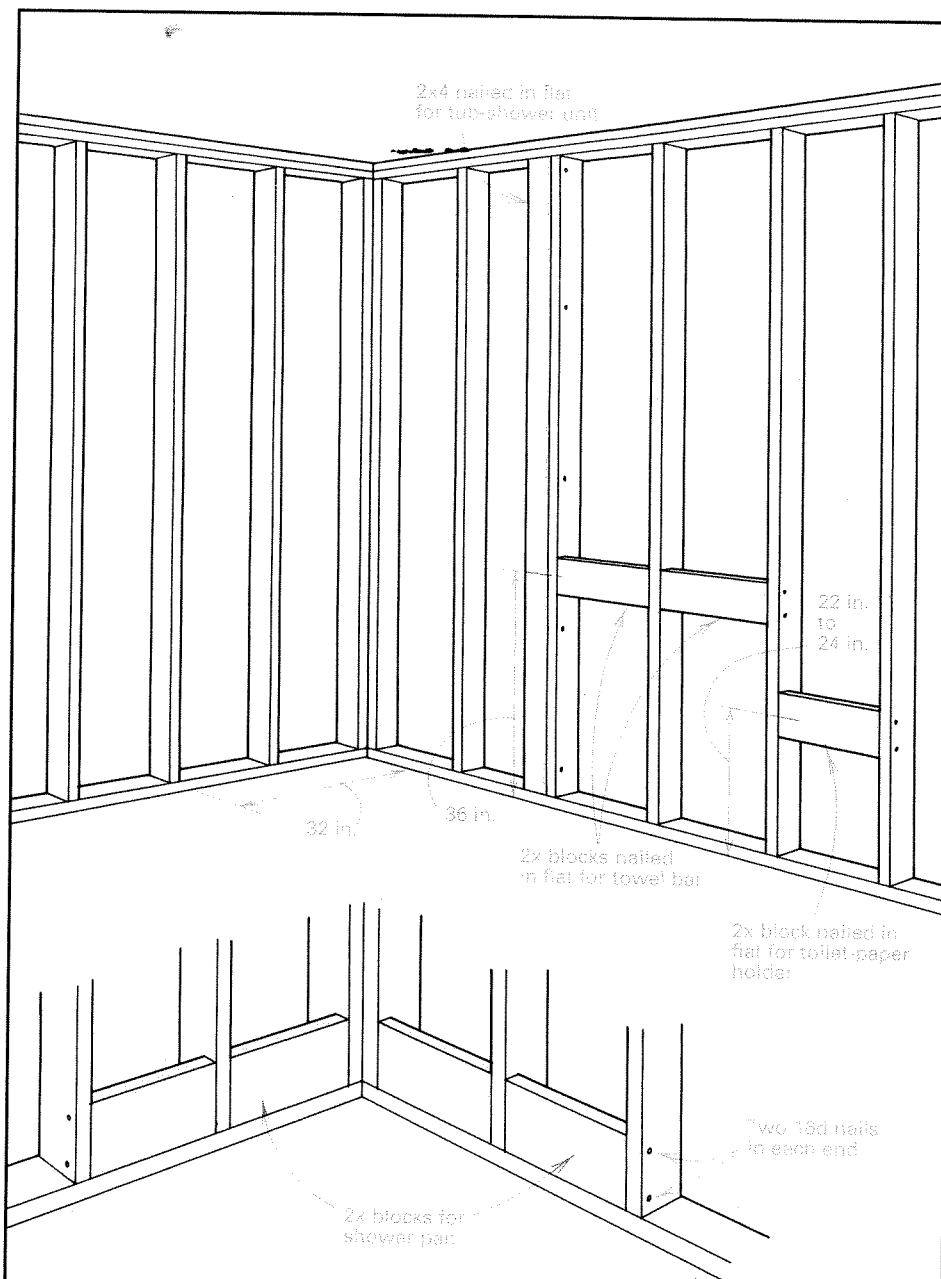 2x4 nailed in flat
for tub-shower unit
22 in.
to
24 in.
32 in.
36 in.
2x blocks nailed
in flat for towel bar
2x block nailed in
flat for toilet-paper
holder
Two 16d nails
in each end
2x blocks for
shower pan